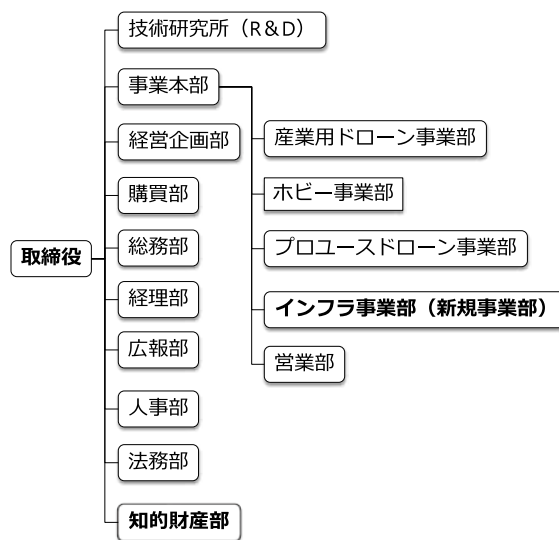 技術研究所（R＆D）
事業本部
経営企画部
産業用ドローン事業部
購買部
ホビー事業部
取締役
総務部
プロユースドローン事業部
経理部
インフラ事業部（新規事業部）
広報部
営業部
人事部
法務部
知的財産部